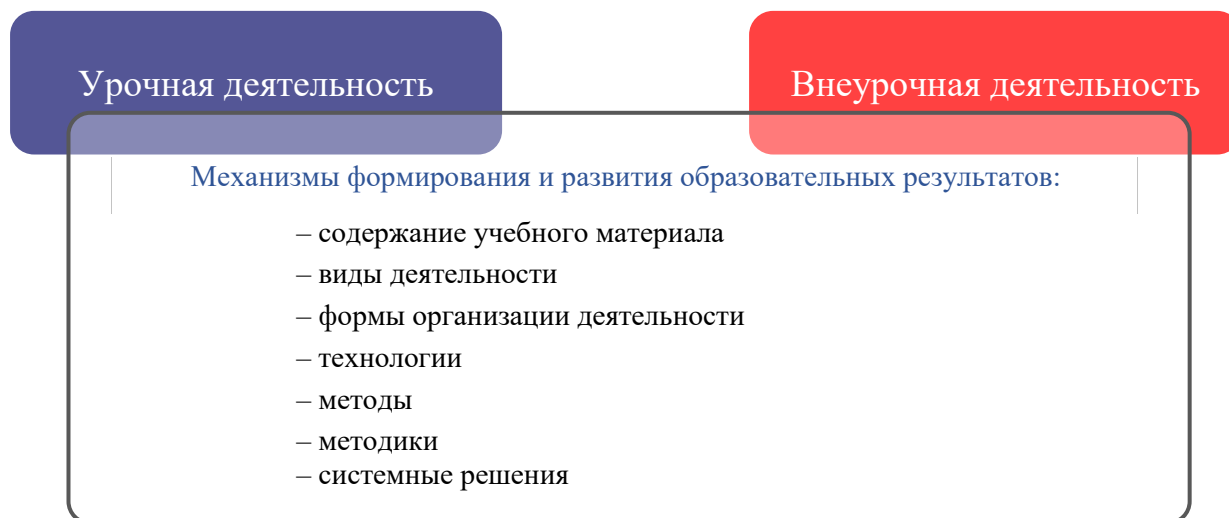 Урочная деятельность
Внеурочная деятельность
Механизмы формирования и развития образовательных результатов:
– содержание учебного материала
– виды деятельности
– формы организации деятельности
– технологии
– методы
– методики
– системные решения